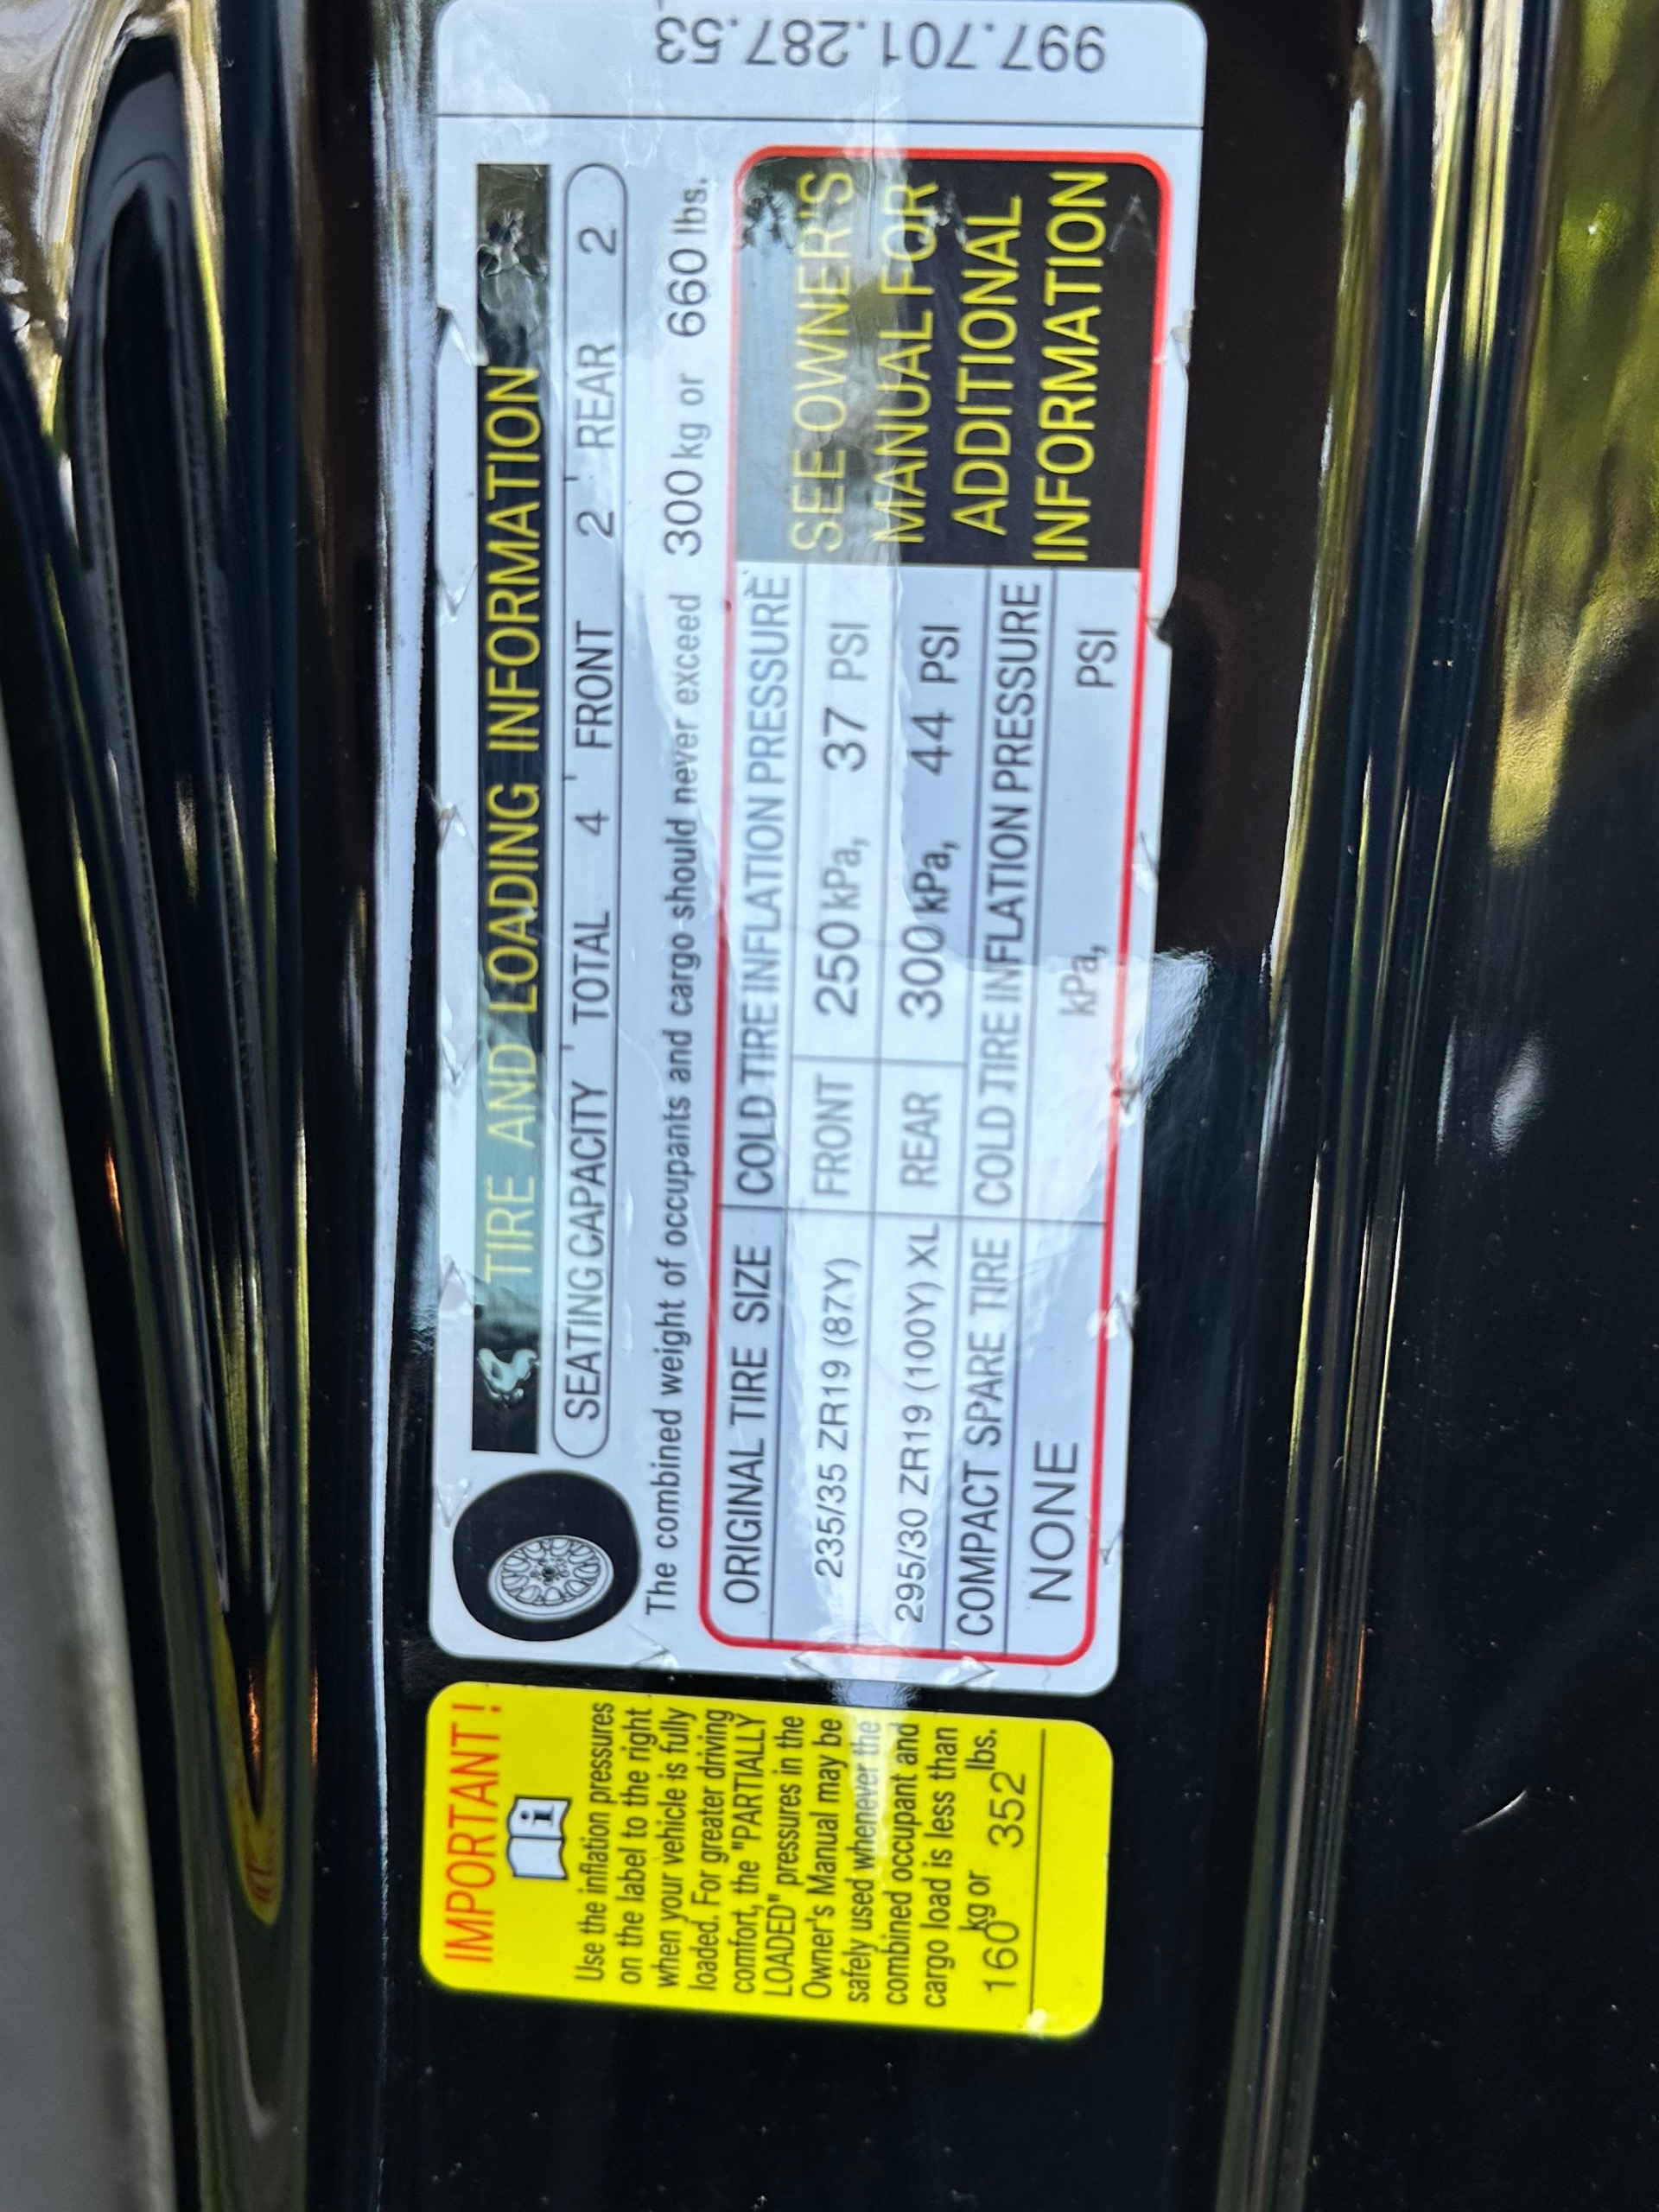 IMPORTANT!
Use the inflation pressures
on the label to the right
when your vehicle is fully
loaded. For greater driving
comfort, the "PARTIALLY
LOADED" pressures in the
Owner's Manual may be
safely used whenever the
combined occupant and
cargo load is less than
160 kg or 352 lbs.
TIRE AND LOADING INFORMATION
SEATING CAPACITY TOTAL 4 FRONT 2 REAR 2
The combined weight of occupants and cargo should never exceed 300 kg or 660 lbs.
ORIGINAL TIRE SIZE COLD TIRE INFLATION PRESSURE
235/35 ZR19 (87Y) FRONT 250 kPa, 37 PSI
295/30 ZR19 (100Y) XL REAR 300 kPa, 44 PSI
COMPACT SPARE TIRE COLD TIRE INFLATION PRESSURE
NONE kPa, PSI
SEE OWNER'S
MANUAL FOR
ADDITIONAL
INFORMATION
997.701.287.53